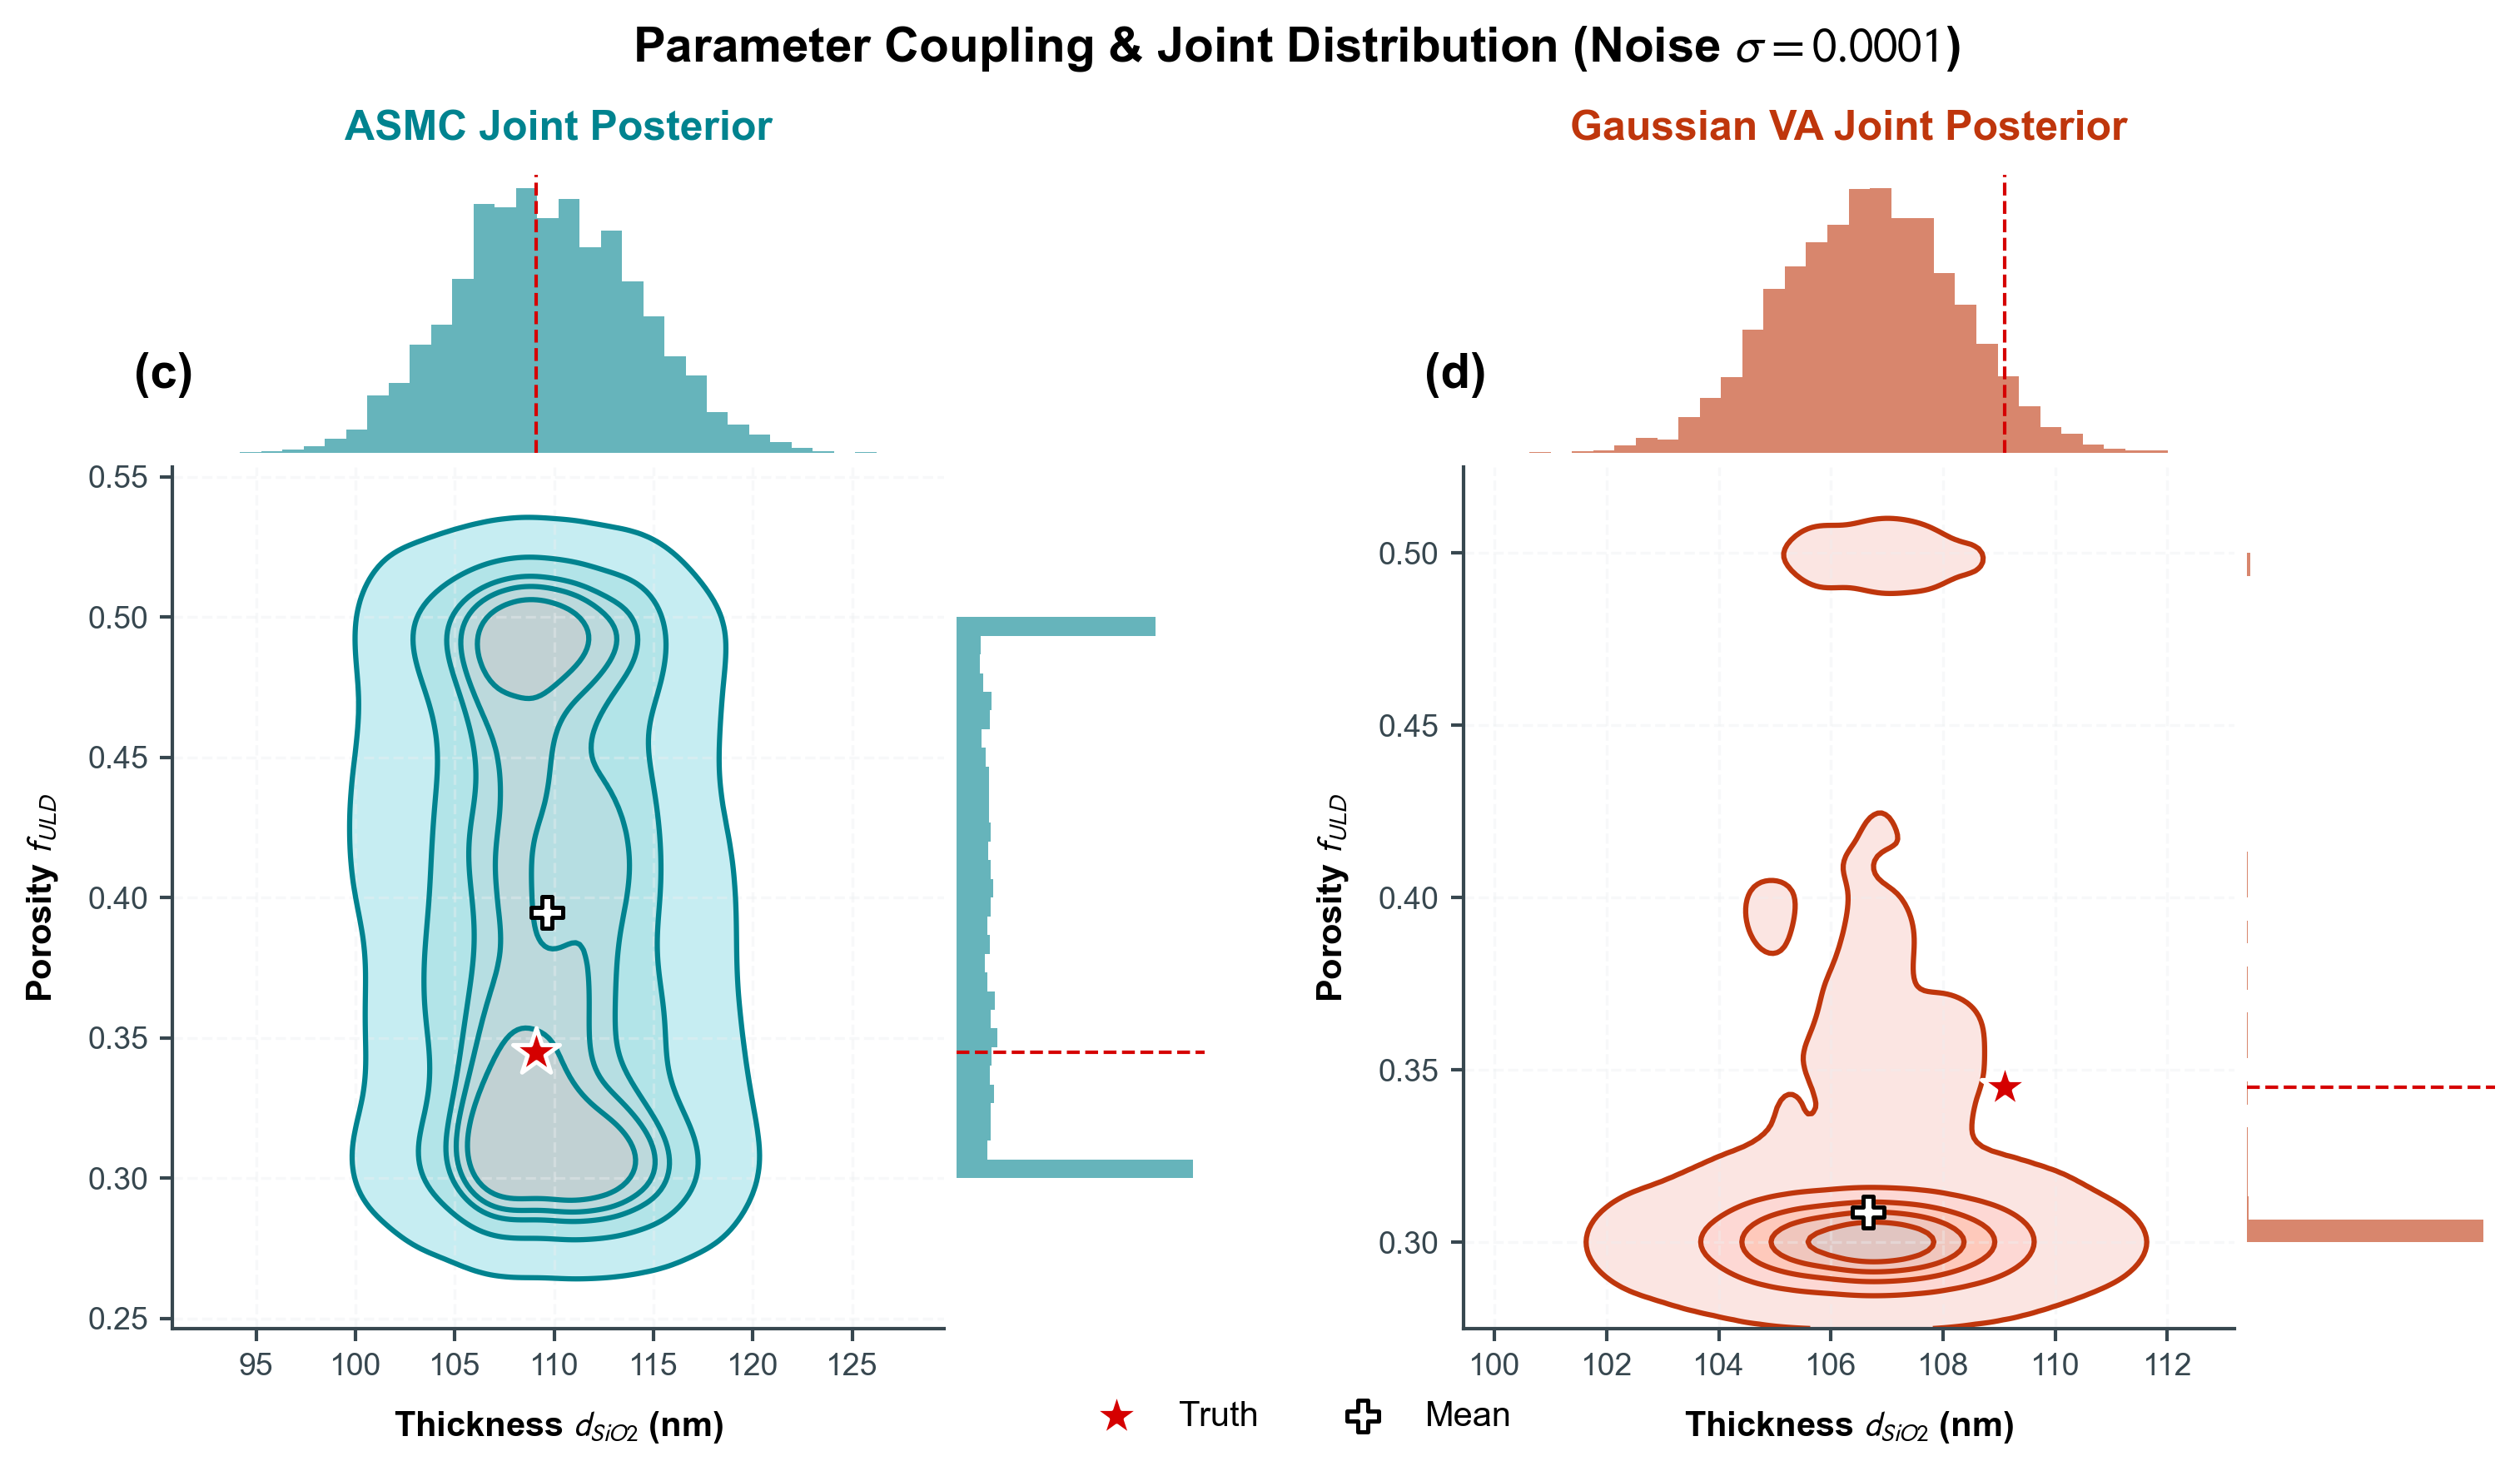 Parameter Coupling & Joint Distribution (Noise σ = 0.0001)
ASMC Joint Posterior
Gaussian VA Joint Posterior
(c)
(d)
0.55
0.50
0.45
0.40
0.35
0.30
0.25
Porosity f_ULD
95 100 105 110 115 120 125
Thickness d_SiO2 (nm)
0.50
0.45
0.40
0.35
0.30
Porosity f_ULD
100 102 104 106 108 110 112
Thickness d_SiO2 (nm)
Truth
Mean